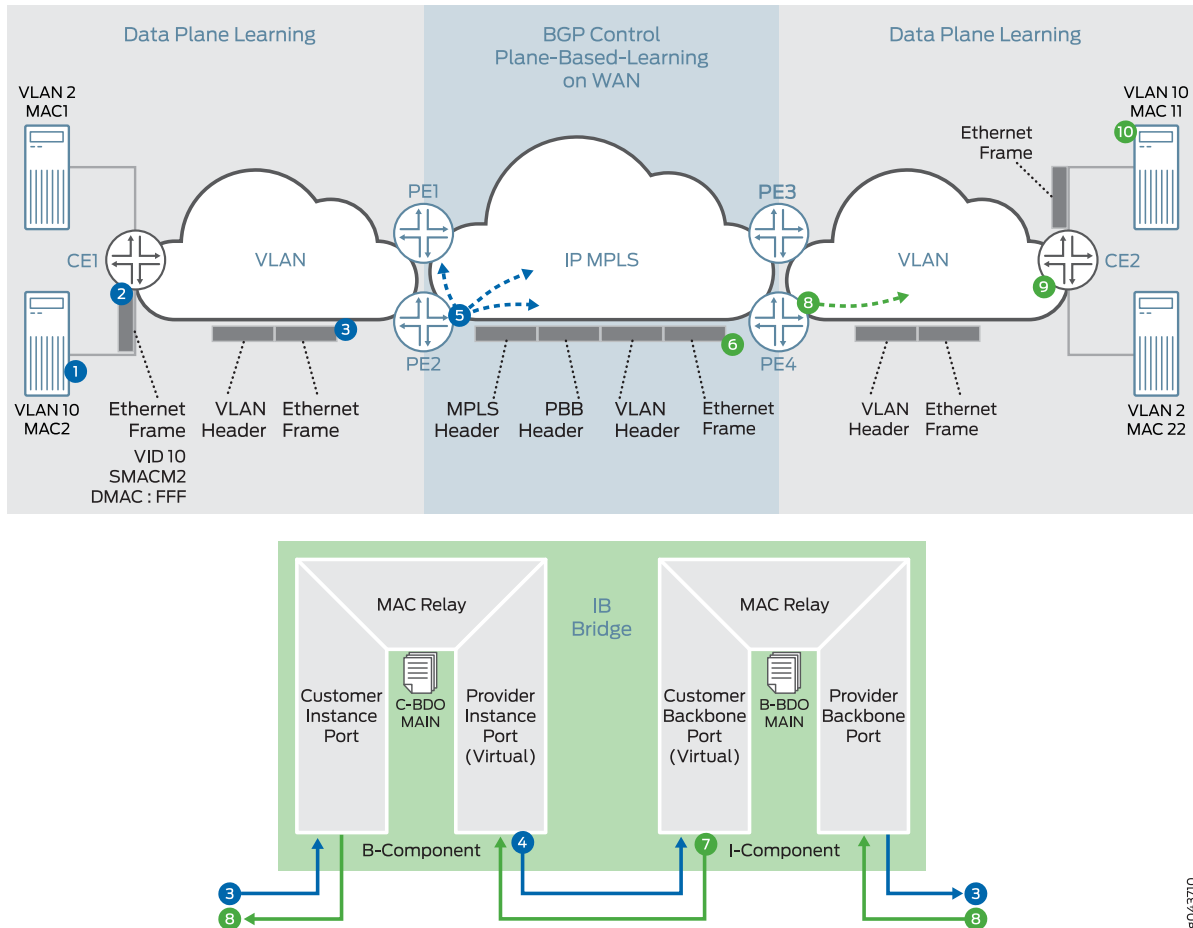 Data Plane Learning
BGP Control
Plane-Based-Learning
on WAN
Data Plane Learning
VLAN 2
MAC1
VLAN 10
MAC 11
10
Ethernet
Frame
PE1
PE3
CE1
VLAN
IP MPLS
VLAN
CE2
2
3
5
6
8
9
1
PE2
PE4
VLAN 10
MAC2
Ethernet
Frame
VID 10
SMACM2
DMAC : FFF
VLAN
Header
Ethernet
Frame
MPLS
Header
PBB
Header
VLAN
Header
Ethernet
Frame
VLAN
Header
Ethernet
Frame
VLAN 2
MAC 22
MAC Relay
IB
Bridge
MAC Relay
Customer
Instance
Port
C-BDO
MAIN
Provider
Instance
Port
(Virtual)
Customer
Backbone
Port
(Virtual)
B-BDO
MAIN
Provider
Backbone
Port
4
7
B-Component
I-Component
3
3
8
8
g043710